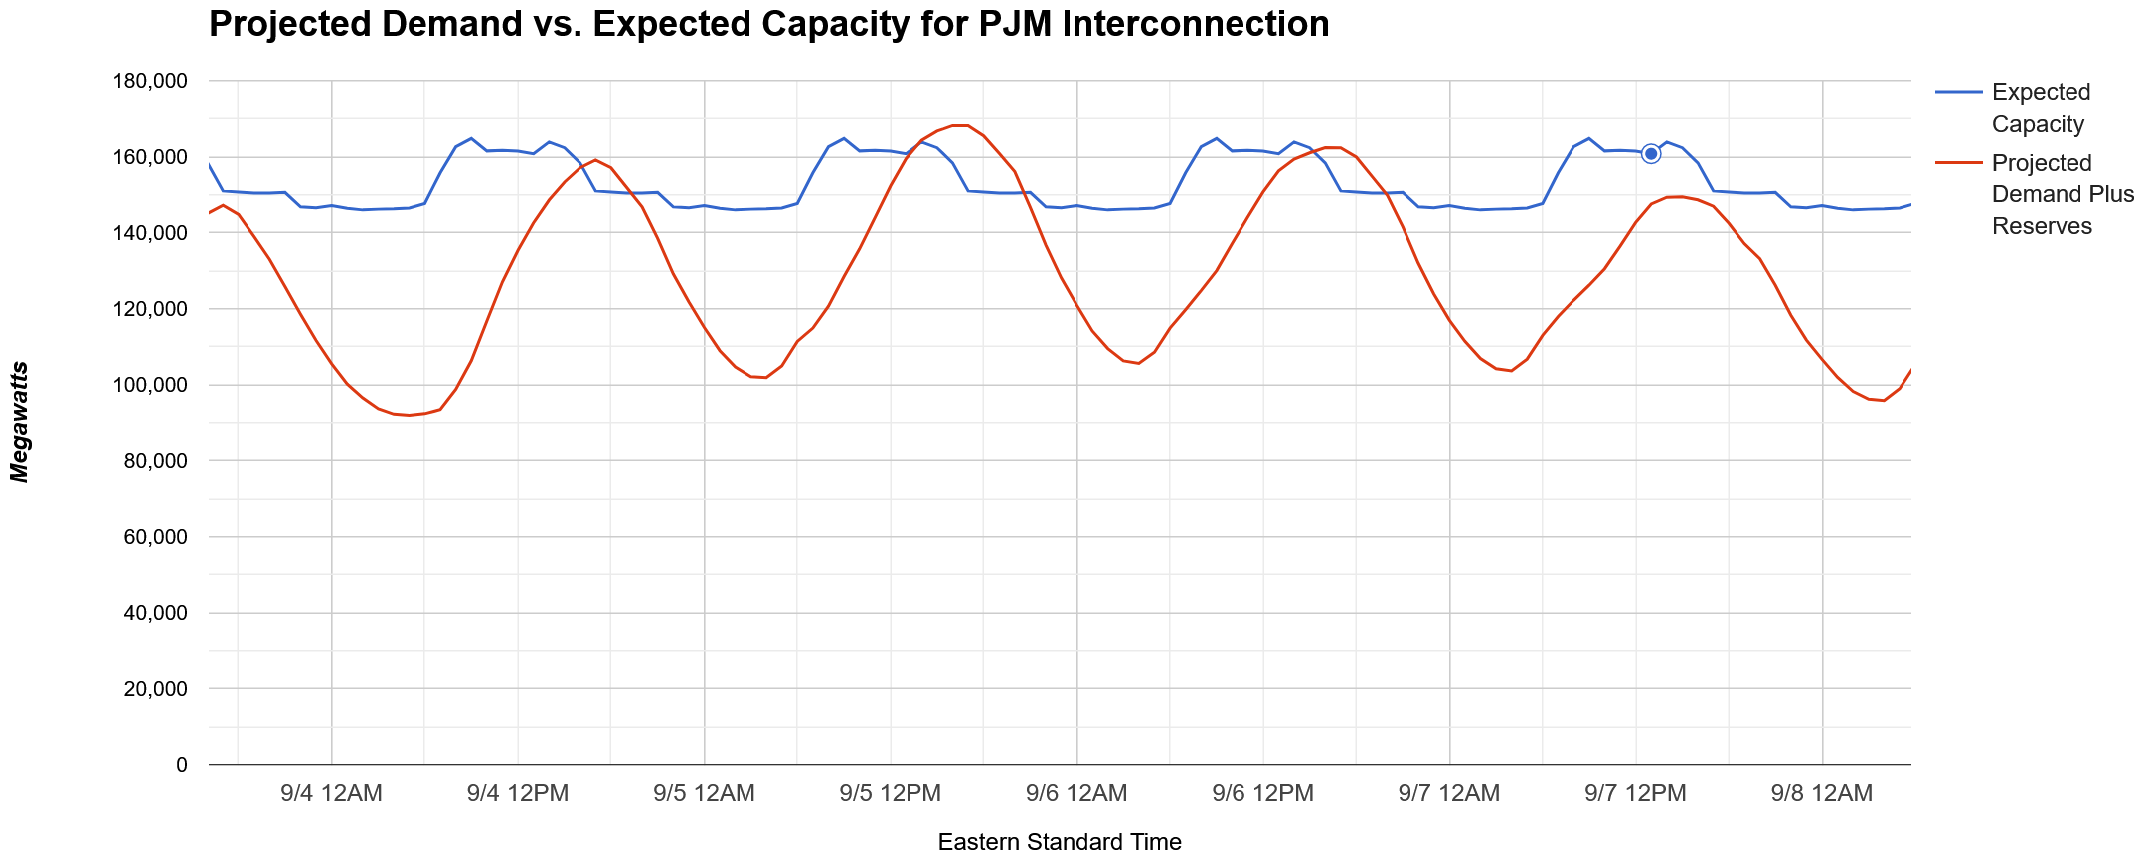 Projected Demand vs. Expected Capacity for PJM Interconnection
180,000
160,000
140,000
120,000
100,000
80,000
60,000
40,000
20,000
0
Megawatts
9/4 12AM
9/4 12PM
9/5 12AM
9/5 12PM
9/6 12AM
9/6 12PM
9/7 12AM
9/7 12PM
9/8 12AM
Eastern Standard Time
Expected
Capacity
Projected
Demand Plus
Reserves